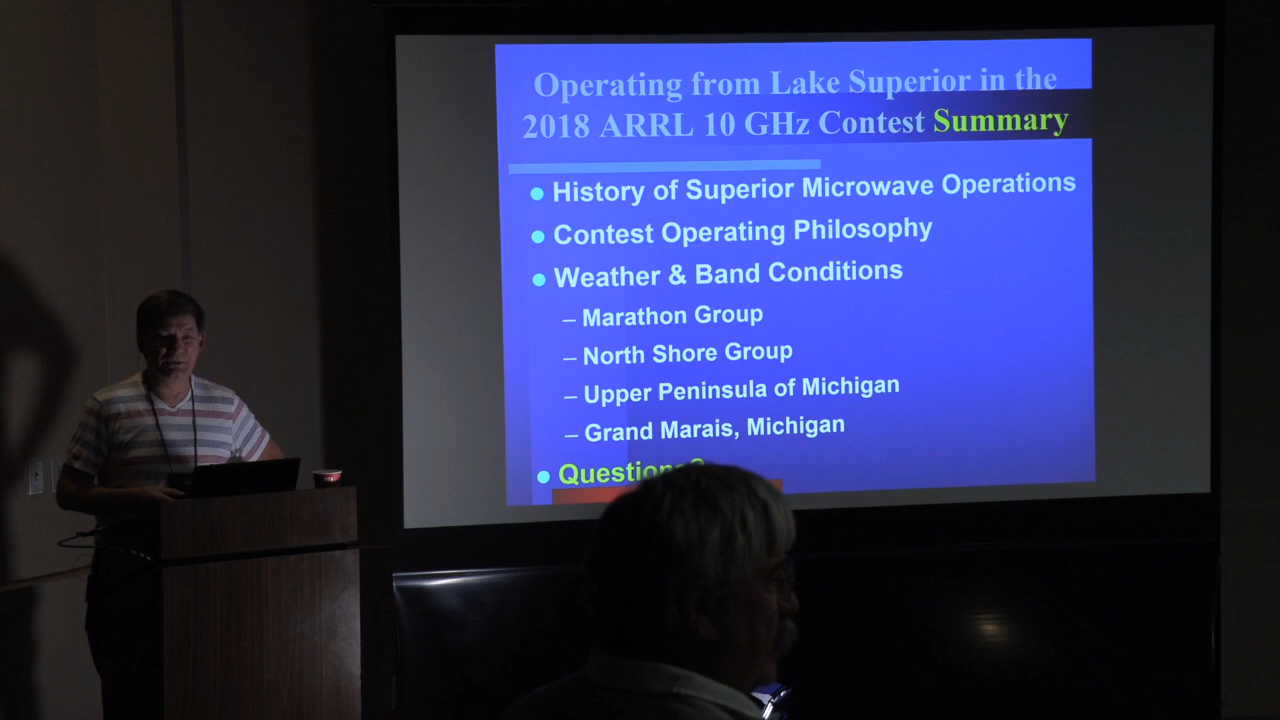 Operating from Lake Superior in the
2018 ARRL 10 GHz Contest Summary
● History of Superior Microwave Operations
● Contest Operating Philosophy
● Weather & Band Conditions
– Marathon Group
– North Shore Group
– Upper Peninsula of Michigan
– Grand Marais, Michigan
● Questions?